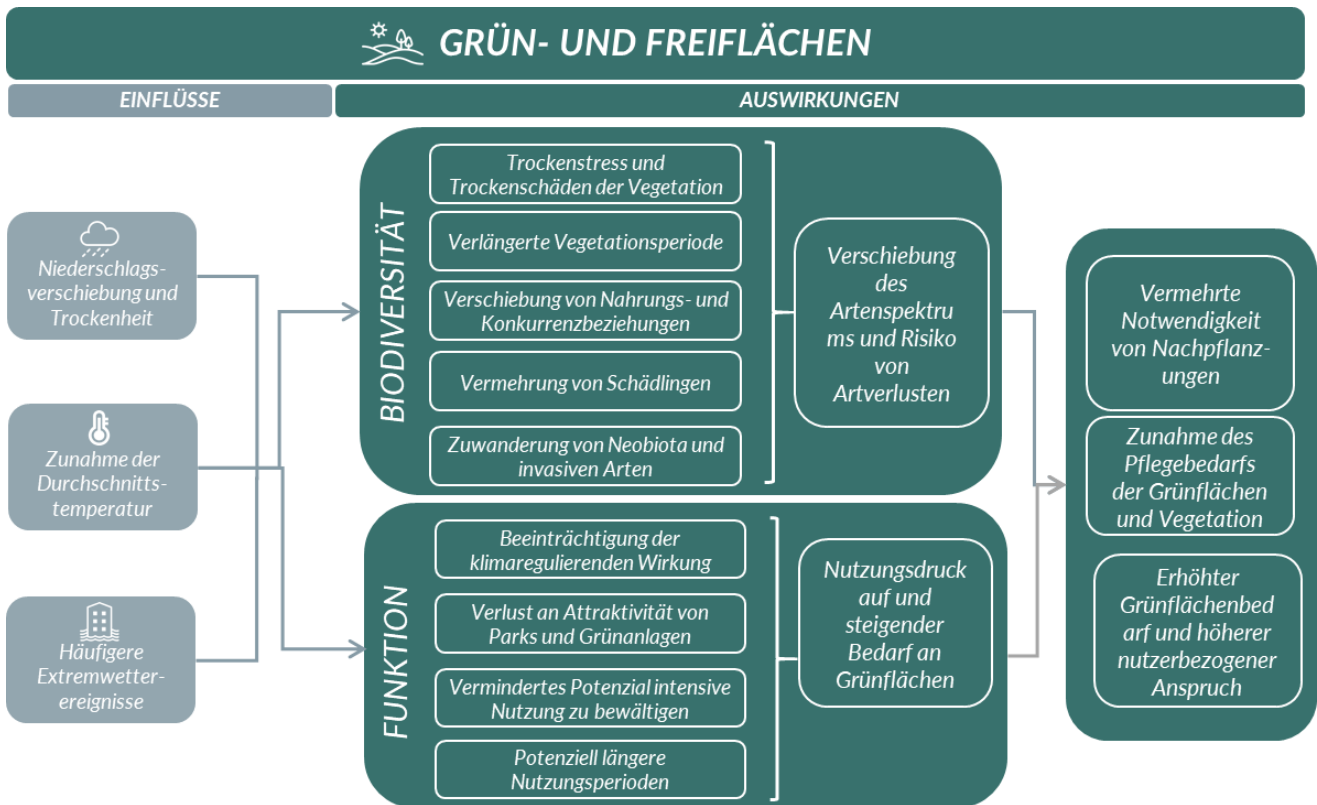 GRÜN- UND FREIFLÄCHEN
EINFLÜSSE
AUSWIRKUNGEN
Niederschlags-
verschiebung und
Trockenheit
Zunahme der
Durchschnitts-
temperatur
Häufigere
Extremwetter-
ereignisse
BIODIVERSITÄT
Trockenstress und
Trockenschäden der Vegetation
Verlängerte Vegetationsperiode
Verschiebung von Nahrungs- und
Konkurrenzbeziehungen
Vermehrung von Schädlingen
Zuwanderung von Neobiota und
invasiven Arten
Verschiebung
des
Artenspektru
ms und Risiko
von
Artverlusten
FUNKTION
Beeinträchtigung der
klimaregulierenden Wirkung
Verlust an Attraktivität von
Parks und Grünanlagen
Vermindertes Potenzial intensive
Nutzung zu bewältigen
Potenziell längere
Nutzungsperioden
Nutzungsdruck
auf und
steigender
Bedarf an
Grünflächen
Vermehrte
Notwendigkeit
von Nachpflanz-
ungen
Zunahme des
Pflegebedarfs
der Grünflächen
und Vegetation
Erhöhter
Grünflächenbed
arf und höherer
nutzerbezogener
Anspruch